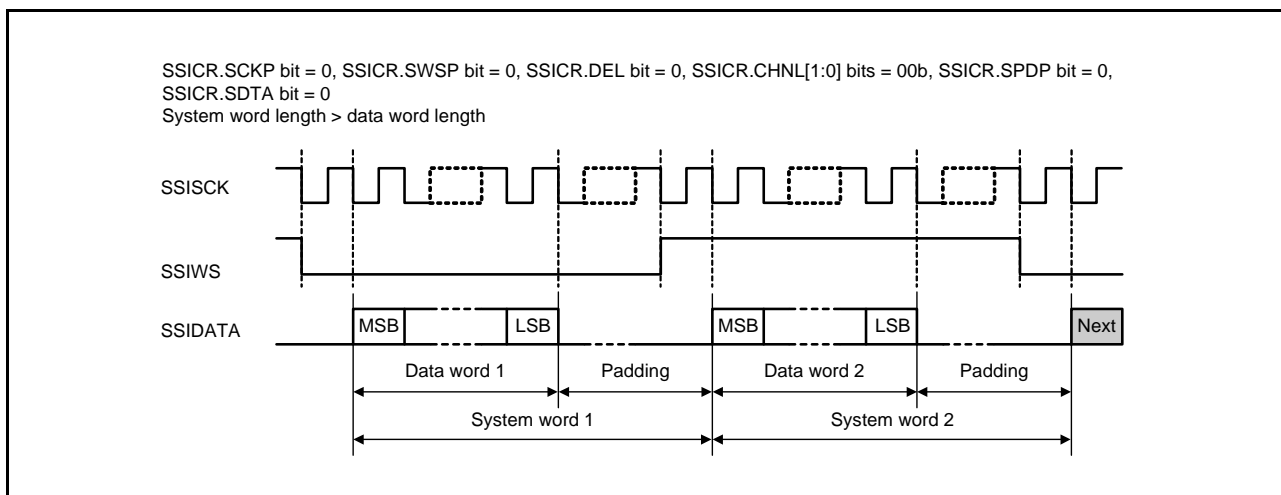 SSICR.SCKP bit = 0, SSICR.SWSP bit = 0, SSICR.DEL bit = 0, SSICR.CHNL[1:0] bits = 00b, SSICR.SPDP bit = 0,
SSICR.SDTA bit = 0
System word length > data word length
SSISCK
SSIWS
SSIDATA MSB LSB MSB LSB Next
Data word 1 Padding Data word 2 Padding
System word 1 System word 2